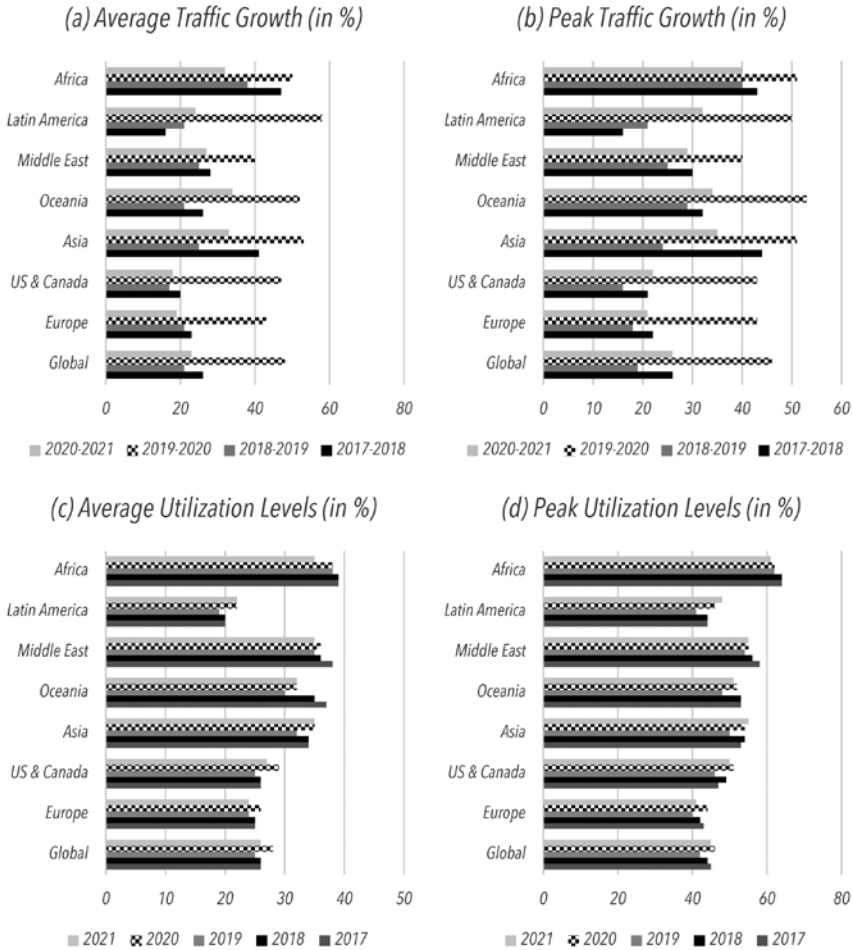 (a) Average Traffic Growth (in %)
Africa
Latin America
Middle East
Oceania
Asia
US & Canada
Europe
Global
0 20 40 60 80
2020-2021 2019-2020 2018-2019 2017-2018
(b) Peak Traffic Growth (in %)
Africa
Latin America
Middle East
Oceania
Asia
US & Canada
Europe
Global
0 10 20 30 40 50 60
2020-2021 2019-2020 2018-2019 2017-2018
(c) Average Utilization Levels (in %)
Africa
Latin America
Middle East
Oceania
Asia
US & Canada
Europe
Global
0 10 20 30 40 50
2021 2020 2019 2018 2017
(d) Peak Utilization Levels (in %)
Africa
Latin America
Middle East
Oceania
Asia
US & Canada
Europe
Global
0 20 40 60 80
2021 2020 2019 2018 2017